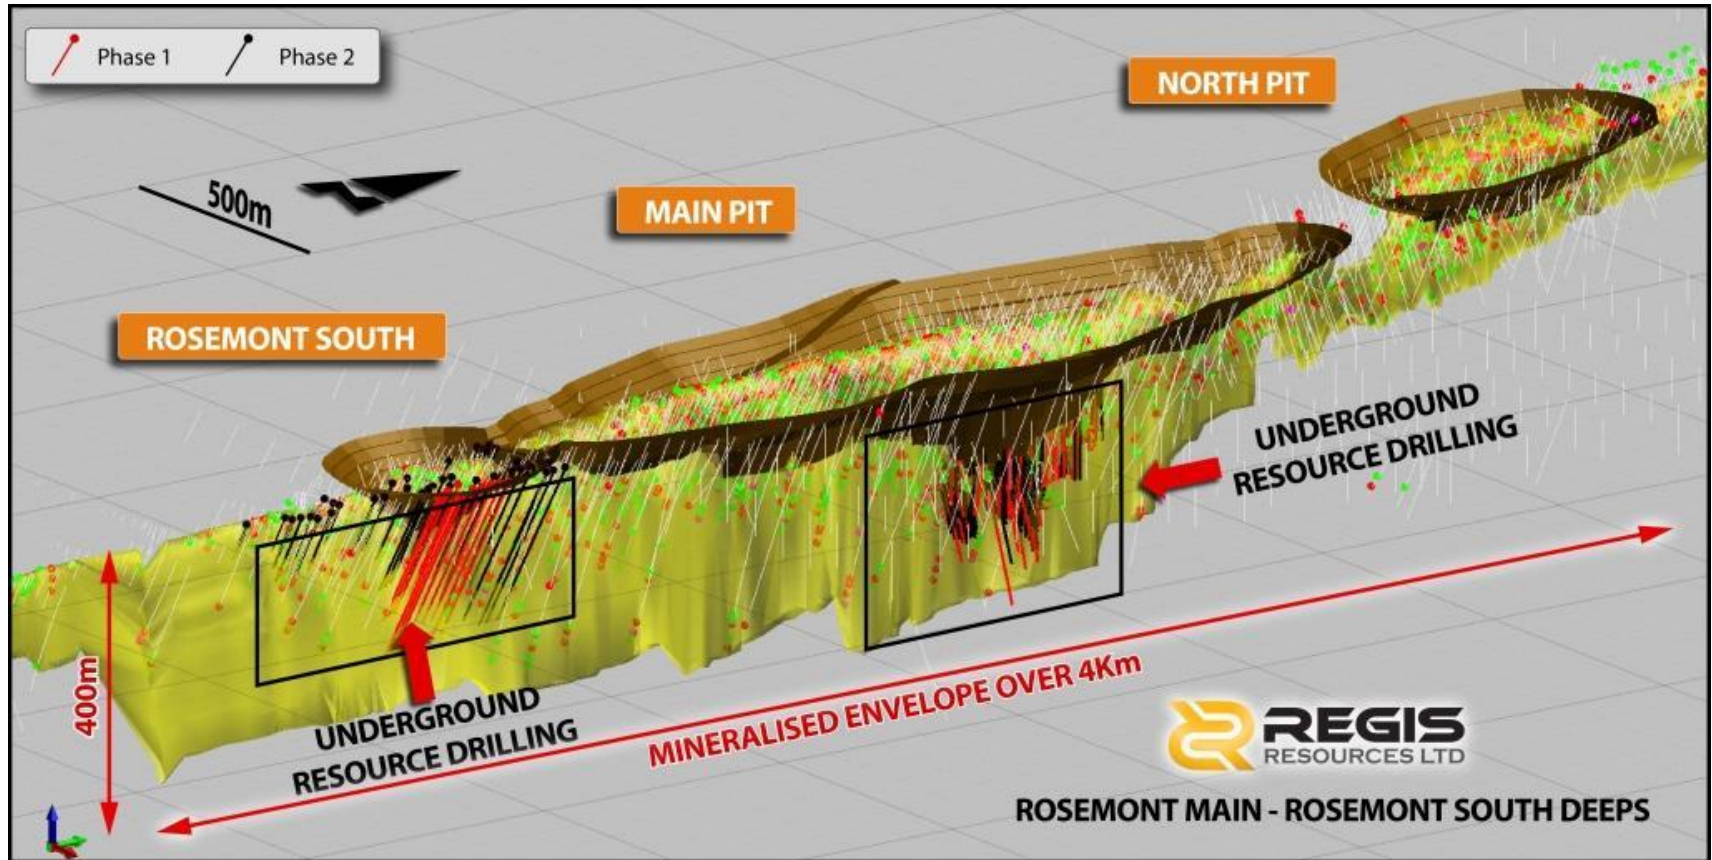 Phase 1
Phase 2
NORTH PIT
500m
MAIN PIT
ROSEMONT SOUTH
UNDERGROUND
RESOURCE DRILLING
400m
UNDERGROUND
RESOURCE DRILLING
MINERALISED ENVELOPE OVER 4Km
REGIS
RESOURCES LTD
ROSEMONT MAIN - ROSEMONT SOUTH DEEPS